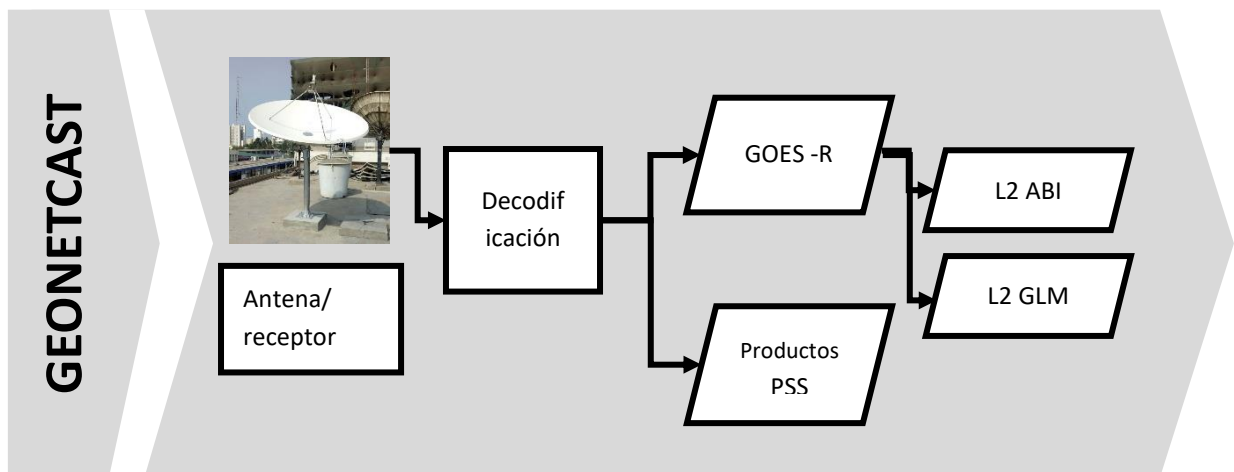 GEONETCAST
Antena/
receptor
Decodif
icación
GOES -R
Productos
PSS
L2 ABI
L2 GLM